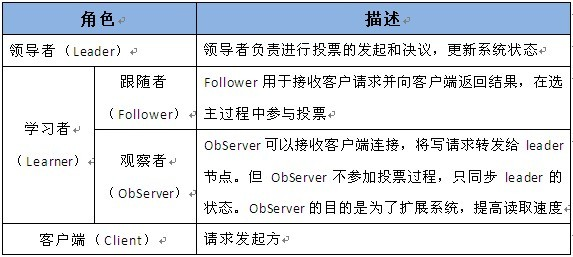 角色
描述
领导者（Leader）
领导者负责进行投票的发起和决议，更新系统状态
学习者
（Learner）
跟随者
（Follower）
Follower 用于接收客户请求并向客户端返回结果，在选
主过程中参与投票
观察者
（ObServer）
ObServer 可以接收客户端连接，将写请求转发给 leader
节点。但 ObServer 不参加投票过程，只同步 leader 的
状态。ObServer 的目的是为了扩展系统，提高读取速度
客户端（Client）
请求发起方